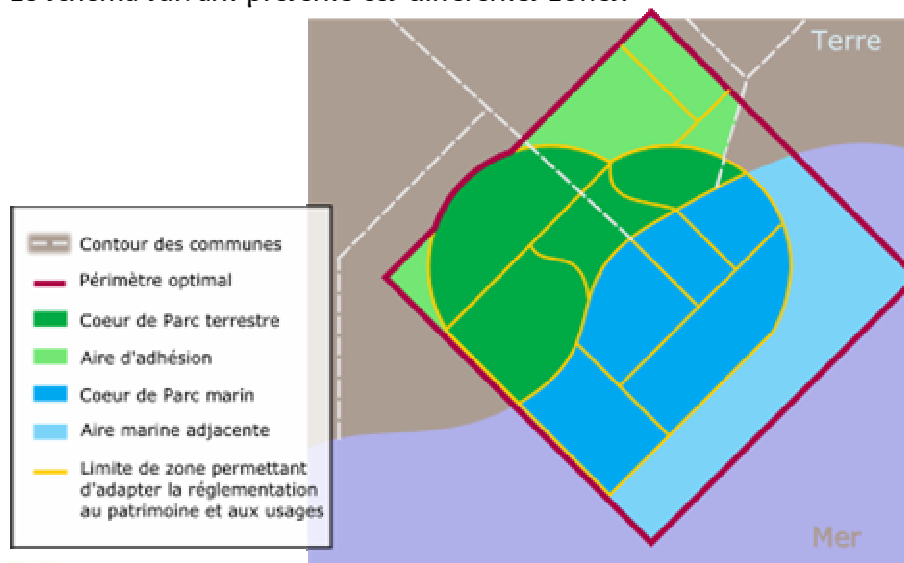 Terre
Contour des communes
Périmètre optimal
Coeur de Parc terrestre
Aire d'adhésion
Coeur de Parc marin
Aire marine adjacente
Limite de zone permettant
d'adapter la réglementation
au patrimoine et aux usages
Mer